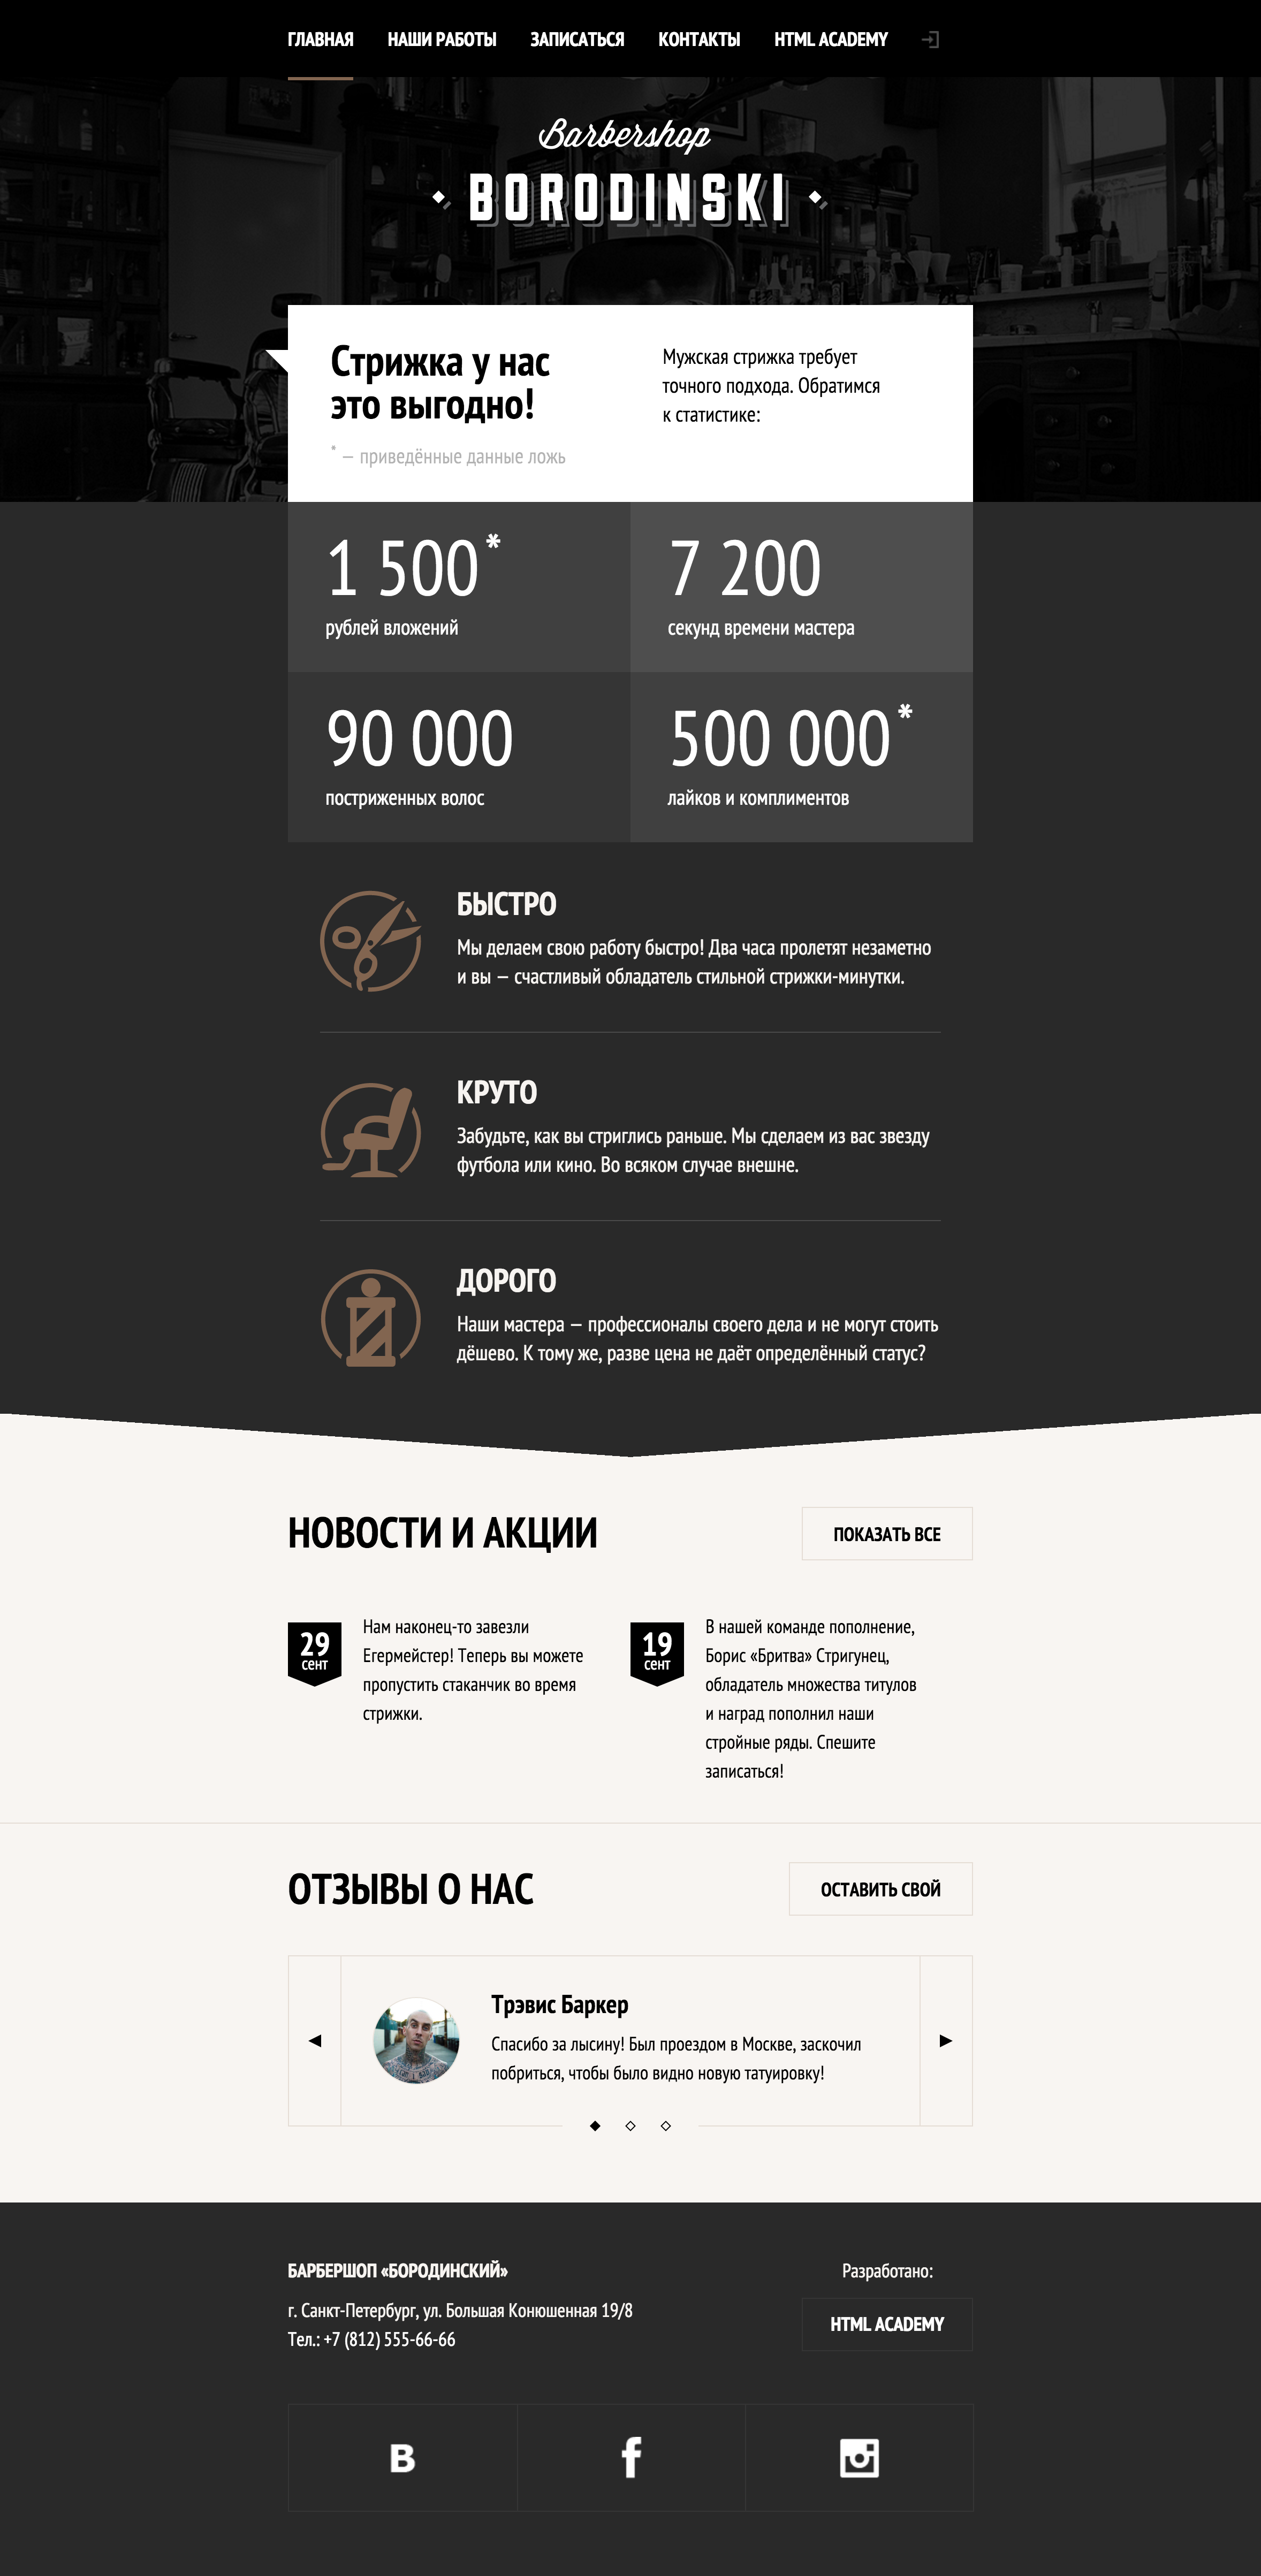 ГЛАВНАЯ НАШИ РАБОТЫ ЗАПИСАТЬСЯ КОНТАКТЫ HTML ACADEMY
Barbershop
BORODINSKI
Стрижка у нас
это выгодно!
* — приведённые данные ложь
Мужская стрижка требует
точного подхода. Обратимся
к статистике:
1 500*
рублей вложений
7 200
секунд времени мастера
90 000
постриженных волос
500 000*
лайков и комплиментов
БЫСТРО
Мы делаем свою работу быстро! Два часа пролетят незаметно
и вы — счастливый обладатель стильной стрижки-минутки.
КРУТО
Забудьте, как вы стриглись раньше. Мы сделаем из вас звезду
футбола или кино. Во всяком случае внешне.
ДОРОГО
Наши мастера — профессионалы своего дела и не могут стоить
дёшево. К тому же, разве цена не даёт определённый статус?
НОВОСТИ И АКЦИИ
ПОКАЗАТЬ ВСЕ
29
сент
Нам наконец-то завезли
Егермейстер! Теперь вы можете
пропустить стаканчик во время
стрижки.
19
сент
В нашей команде пополнение,
Борис «Бритва» Стригунец,
обладатель множества титулов
и наград пополнил наши
стройные ряды. Спешите
записаться!
ОТЗЫВЫ О НАС
ОСТАВИТЬ СВОЙ
Трэвис Баркер
Спасибо за лысину! Был проездом в Москве, заскочил
побриться, чтобы было видно новую татуировку!
БАРБЕРШОП «БОРОДИНСКИЙ»
г. Санкт-Петербург, ул. Большая Конюшенная 19/8
Тел.: +7 (812) 555-66-66
Разработано:
HTML ACADEMY
В f